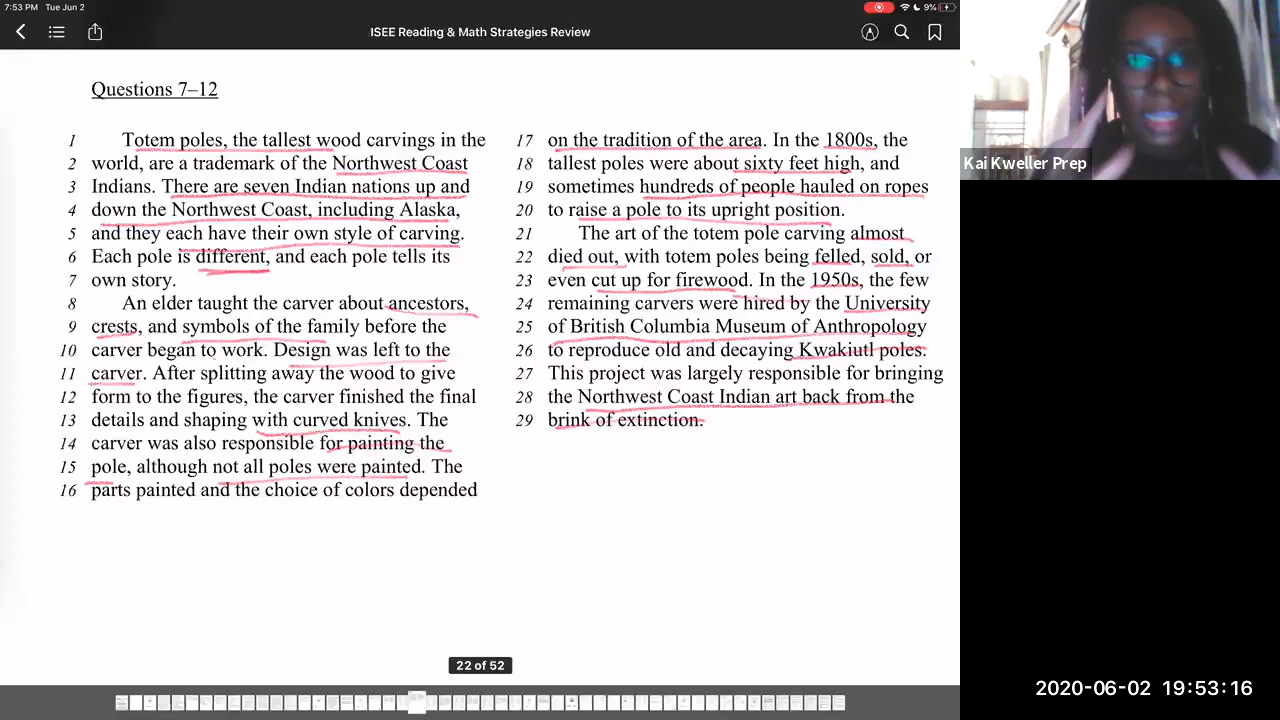 7:53 PM Tue Jun 2
9%
ISEE Reading & Math Strategies Review
Questions 7–12
1 Totem poles, the tallest wood carvings in the
2 world, are a trademark of the Northwest Coast
3 Indians. There are seven Indian nations up and
4 down the Northwest Coast, including Alaska,
5 and they each have their own style of carving.
6 Each pole is different, and each pole tells its
7 own story.
8 An elder taught the carver about ancestors,
9 crests, and symbols of the family before the
10 carver began to work. Design was left to the
11 carver. After splitting away the wood to give
12 form to the figures, the carver finished the final
13 details and shaping with curved knives. The
14 carver was also responsible for painting the
15 pole, although not all poles were painted. The
16 parts painted and the choice of colors depended
17 on the tradition of the area. In the 1800s, the
18 tallest poles were about sixty feet high, and
19 sometimes hundreds of people hauled on ropes
20 to raise a pole to its upright position.
21 The art of the totem pole carving almost
22 died out, with totem poles being felled, sold, or
23 even cut up for firewood. In the 1950s, the few
24 remaining carvers were hired by the University
25 of British Columbia Museum of Anthropology
26 to reproduce old and decaying Kwakiutl poles.
27 This project was largely responsible for bringing
28 the Northwest Coast Indian art back from the
29 brink of extinction.
22 of 52
Kai Kweller Prep
2020-06-02 19:53:16